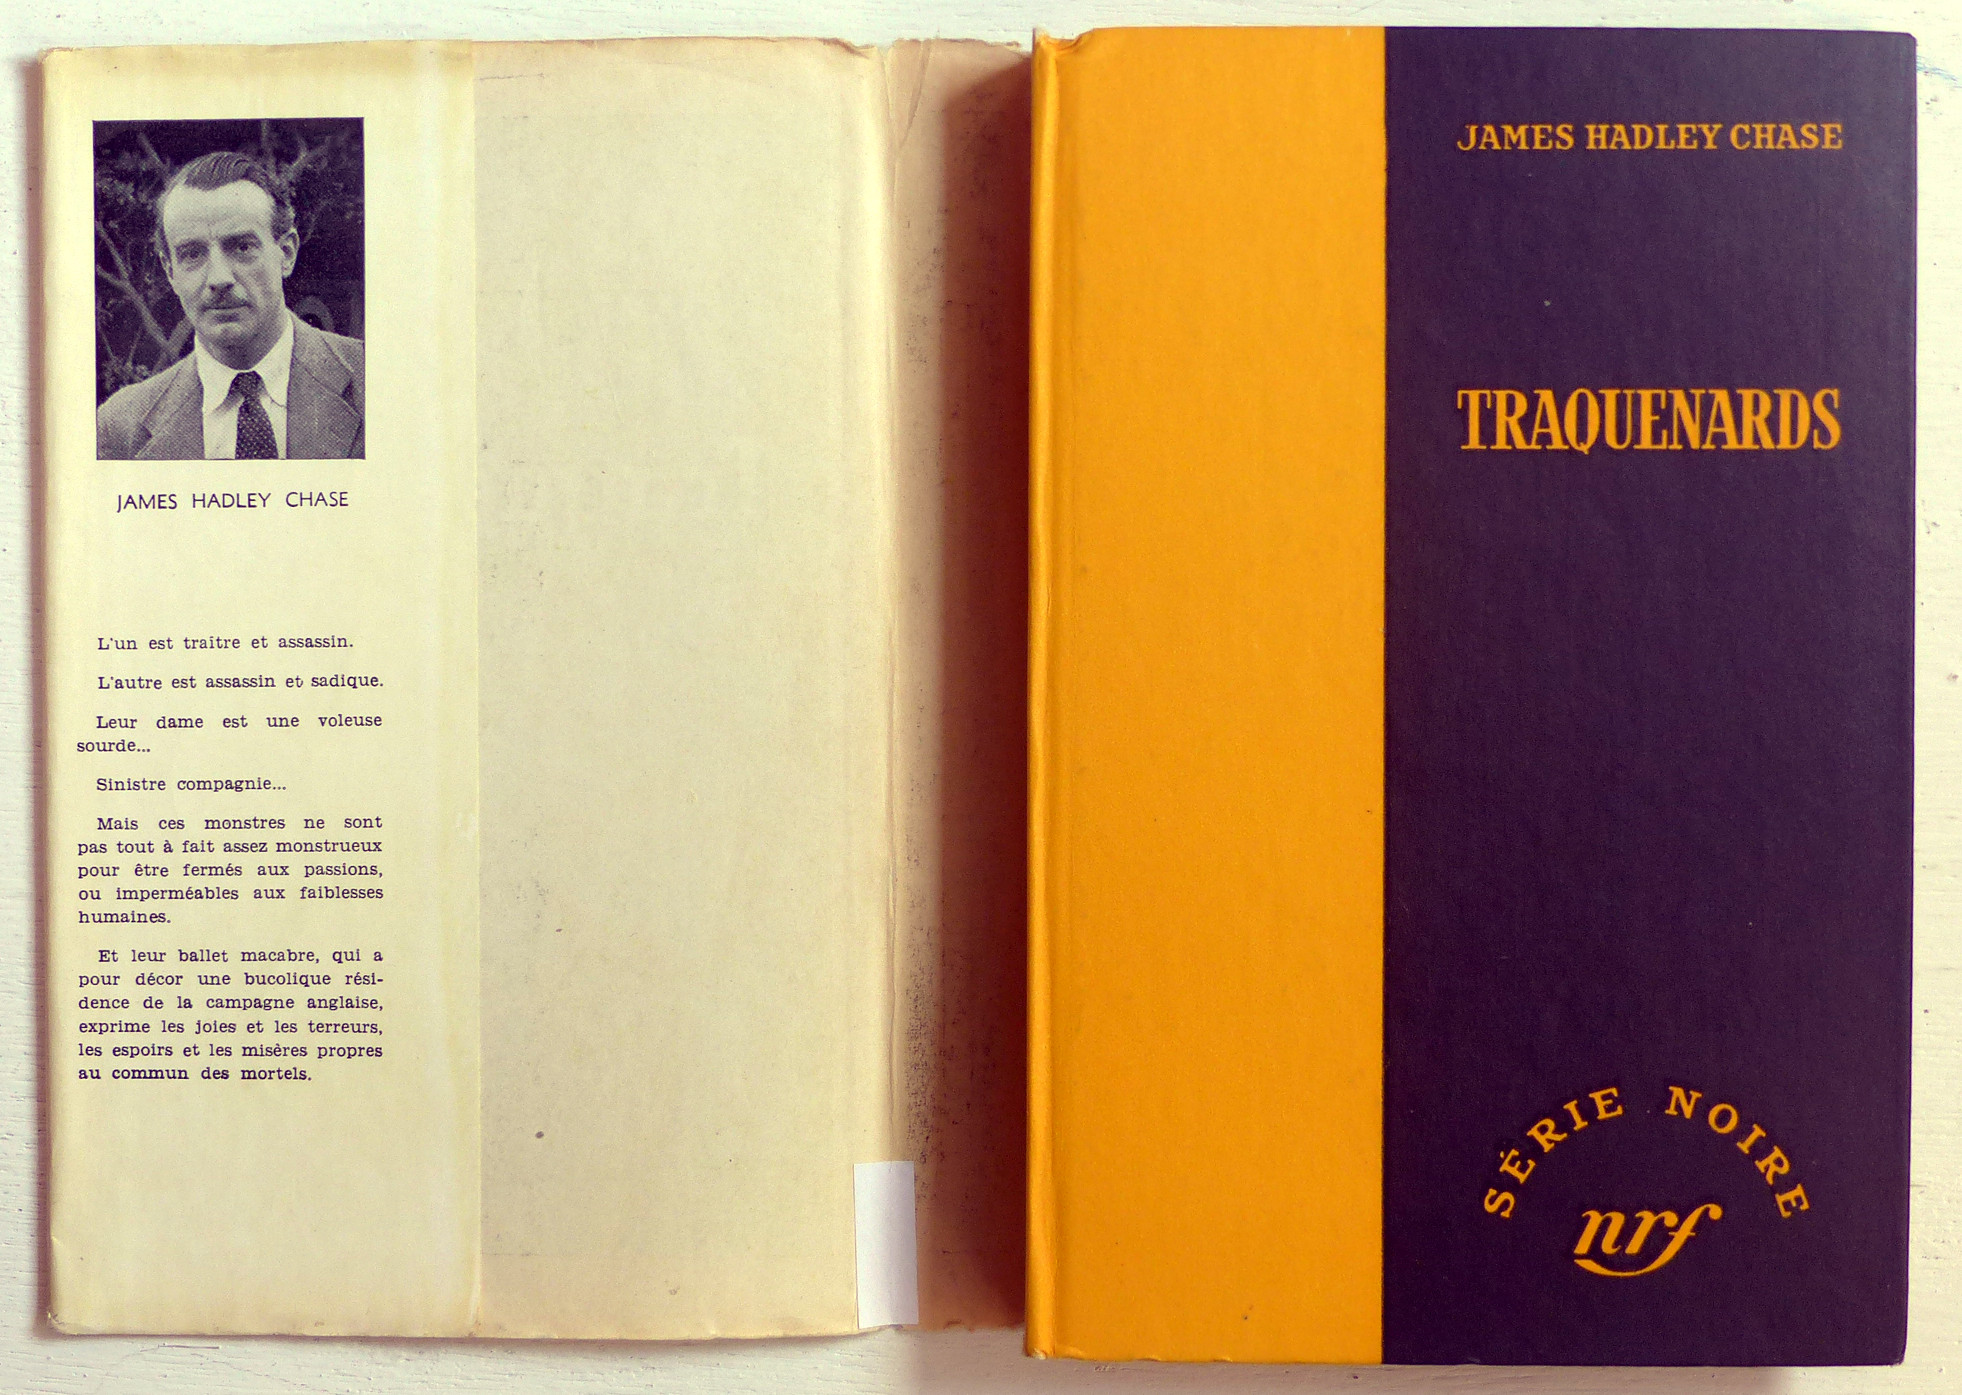 JAMES HADLEY CHASE
L'un est traître et assassin.
L'autre est assassin et sadique.
Leur dame est une voleuse
sourde...
Sinistre compagnie...
Mais ces monstres ne sont
pas tout à fait assez monstrueux
pour être fermés aux passions,
ou imperméables aux faiblesses
humaines.
Et leur ballet macabre, qui a
pour décor une bucolique rési-
dence de la campagne anglaise,
exprime les joies et les terreurs,
les espoirs et les misères propres
au commun des mortels.
JAMES HADLEY CHASE
TRAQUENARDS
SÉRIE NOIRE
nrf